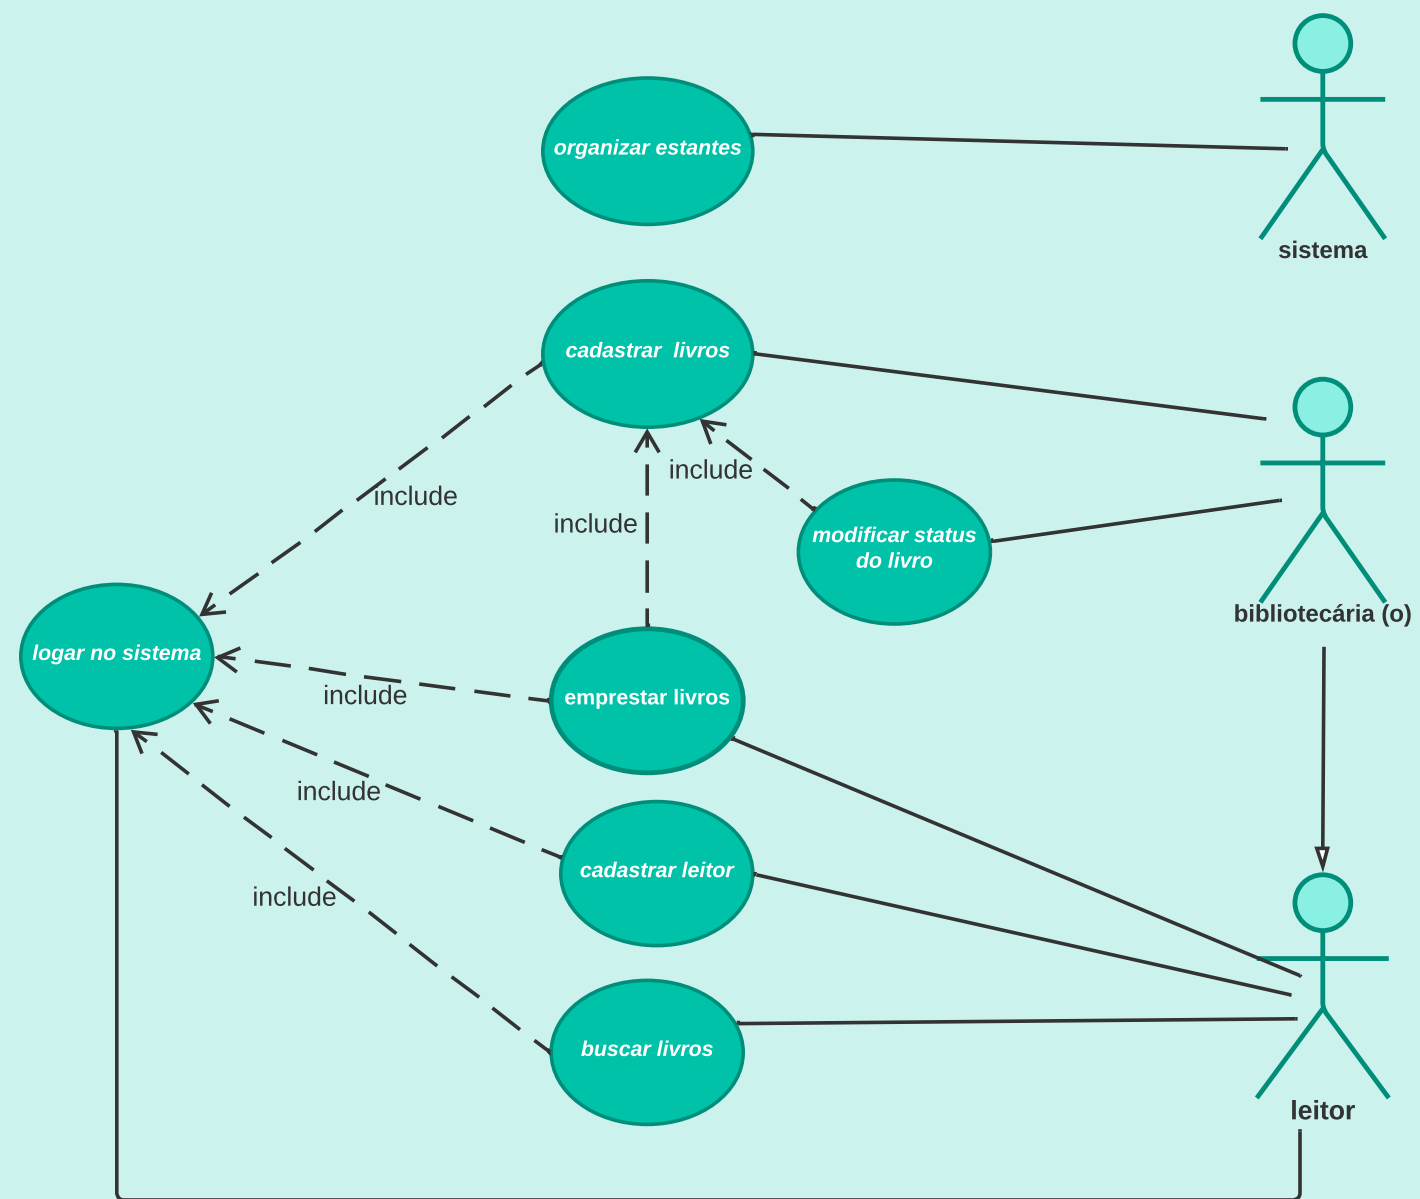 organizar estantes
sistema
cadastrar  livros
include
include
include
modificar status
do livro
bibliotecária (o)
logar no sistema
include
emprestar livros
include
cadastrar leitor
include
buscar livros
leitor